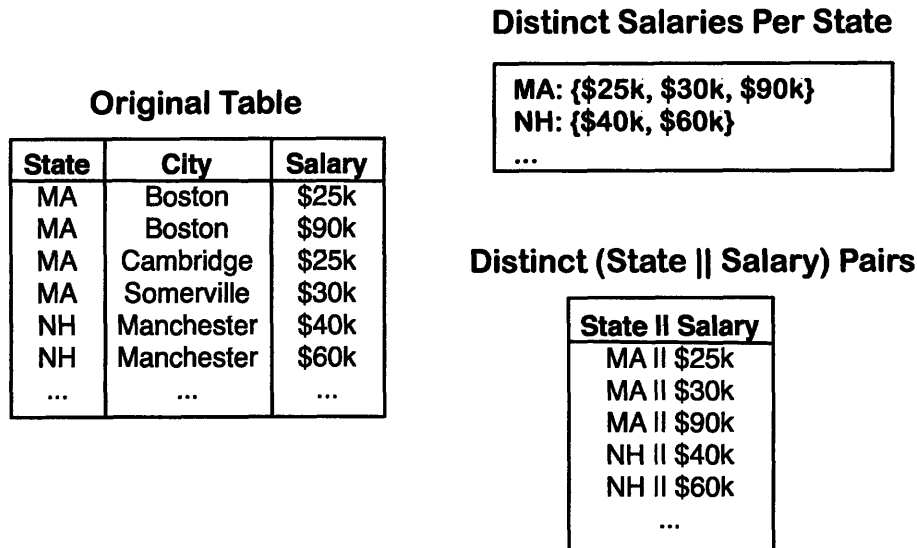 Original Table
State City Salary
MA Boston $25k
MA Boston $90k
MA Cambridge $25k
MA Somerville $30k
NH Manchester $40k
NH Manchester $60k
... ... ...
Distinct Salaries Per State
MA: {$25k, $30k, $90k}
NH: {$40k, $60k}
...
Distinct (State || Salary) Pairs
State || Salary
MA || $25k
MA || $30k
MA || $90k
NH || $40k
NH || $60k
...